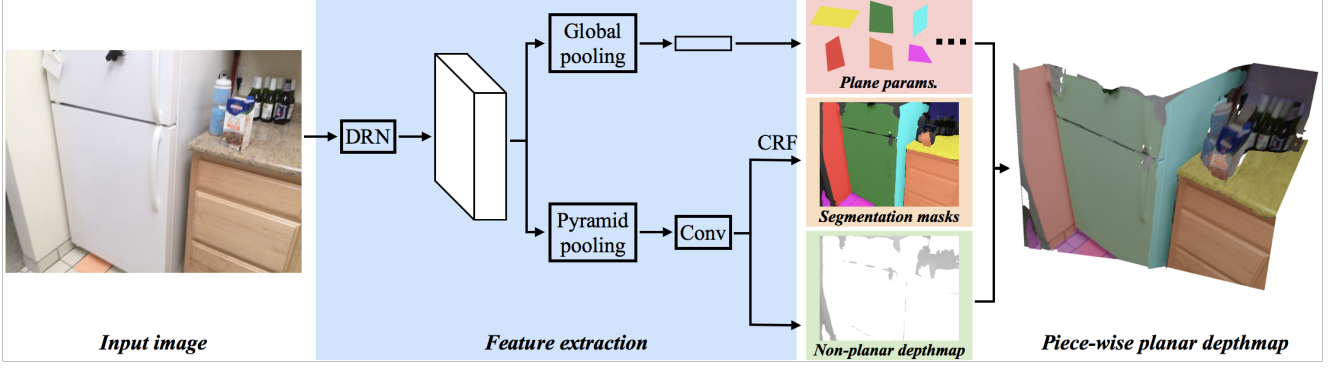 Global
pooling
Plane params.
DRN
CRF
Segmentation masks
Pyramid
pooling
Conv
Non-planar depthmap
Input image
Feature extraction
Piece-wise planar depthmap